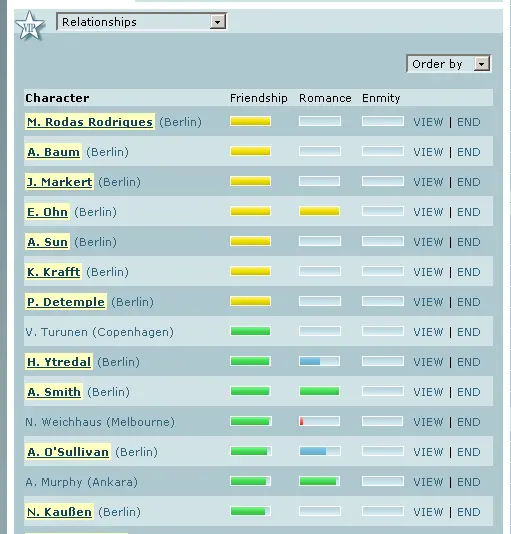 VIP
Relationships
Order by
Character Friendship Romance Enmity
M. Rodas Rodriques (Berlin) VIEW | END
A. Baum (Berlin) VIEW | END
J. Markert (Berlin) VIEW | END
E. Ohn (Berlin) VIEW | END
A. Sun (Berlin) VIEW | END
K. Krafft (Berlin) VIEW | END
P. Detemple (Berlin) VIEW | END
V. Turunen (Copenhagen) VIEW | END
H. Ytredal (Berlin) VIEW | END
A. Smith (Berlin) VIEW | END
N. Weichhaus (Melbourne) VIEW | END
A. O'Sullivan (Berlin) VIEW | END
A. Murphy (Ankara) VIEW | END
N. Kaußen (Berlin) VIEW | END